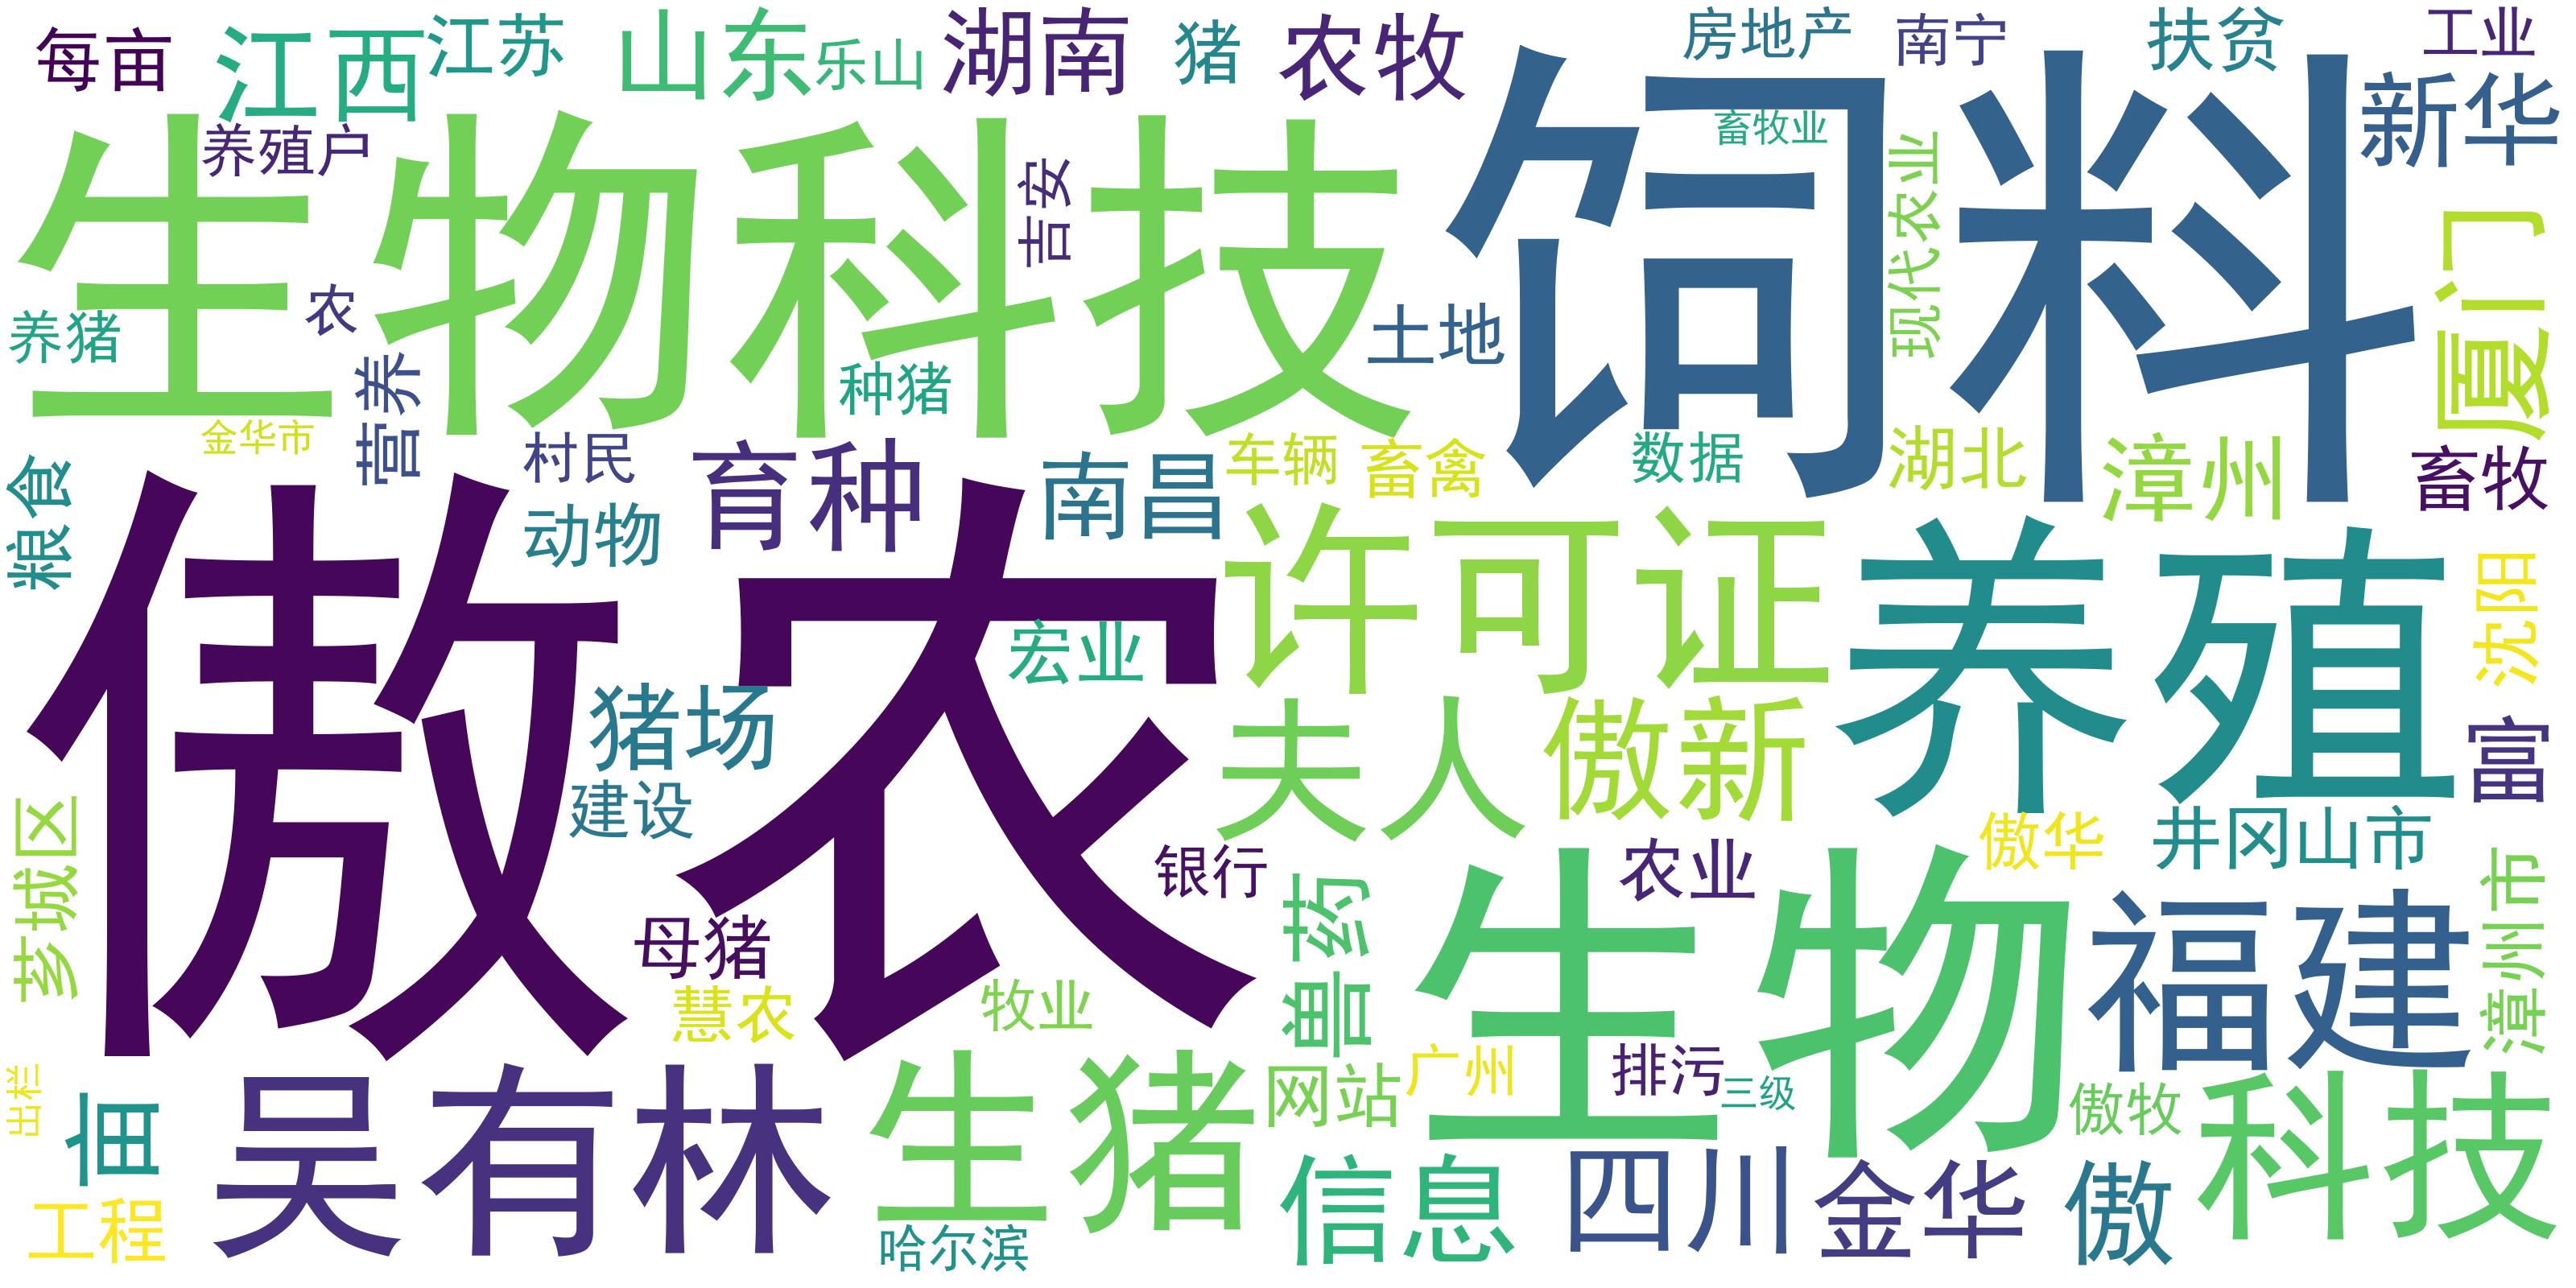 每亩
江西
江苏
山东
乐山
湖南
猪
农牧
房地产
南宁
扶贫
工业
新华
养殖户
生物科技
饲料
畜牧业
现代农业
吉安
厦门
养猪
农
种猪
土地
营养
金华市
村民
育种
南昌
车辆
畜禽
数据
湖北
漳州
畜牧
粮食
动物
傲农
许可证
养殖
沈阳
宏业
猪场
夫人
傲新
富
建设
芗城区
银行
农业
傲华
井冈山市
漳州市
母猪
兽药
生物
福建
慧农
牧业
出栏
亩
吴有林
生猪
网站
广州
排污
三级
傲牧
科技
工程
哈尔滨
信息
四川
金华
傲